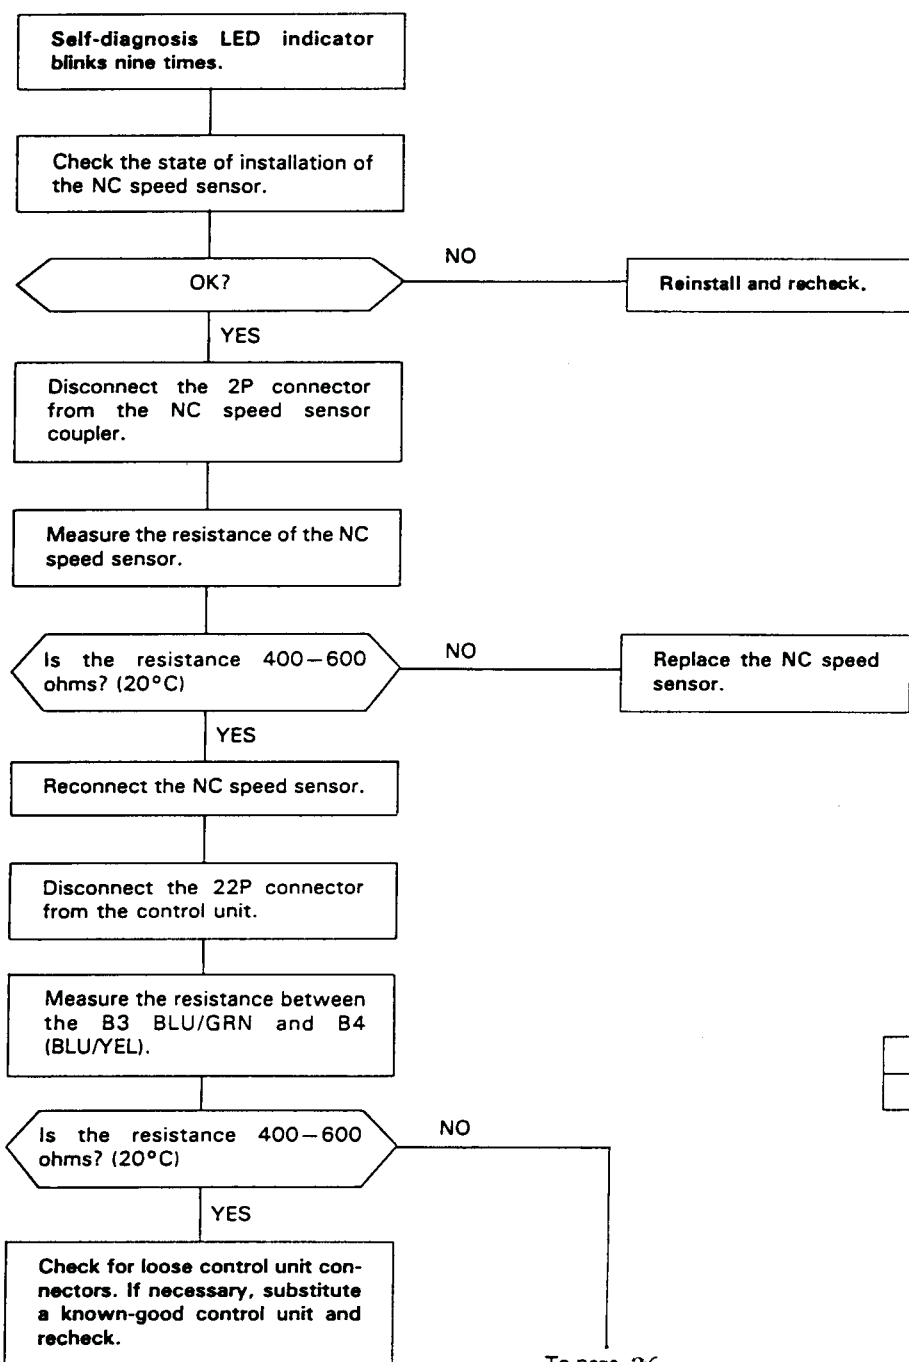 Self-diagnosis LED indicator
blinks nine times.
Check the state of installation of
the NC speed sensor.
OK?
NO
Reinstall and recheck.
YES
Disconnect the 2P connector
from the NC speed sensor
coupler.
Measure the resistance of the NC
speed sensor.
Is the resistance 400—600
ohms? (20°C)
NO
Replace the NC speed
sensor.
YES
Reconnect the NC speed sensor.
Disconnect the 22P connector
from the control unit.
Measure the resistance between
the B3 BLU/GRN and B4
(BLU/YEL).
Is the resistance 400—600
ohms? (20°C)
NO
YES
Check for loose control unit con-
nectors. If necessary, substitute
a known-good control unit and
recheck.
To page 26